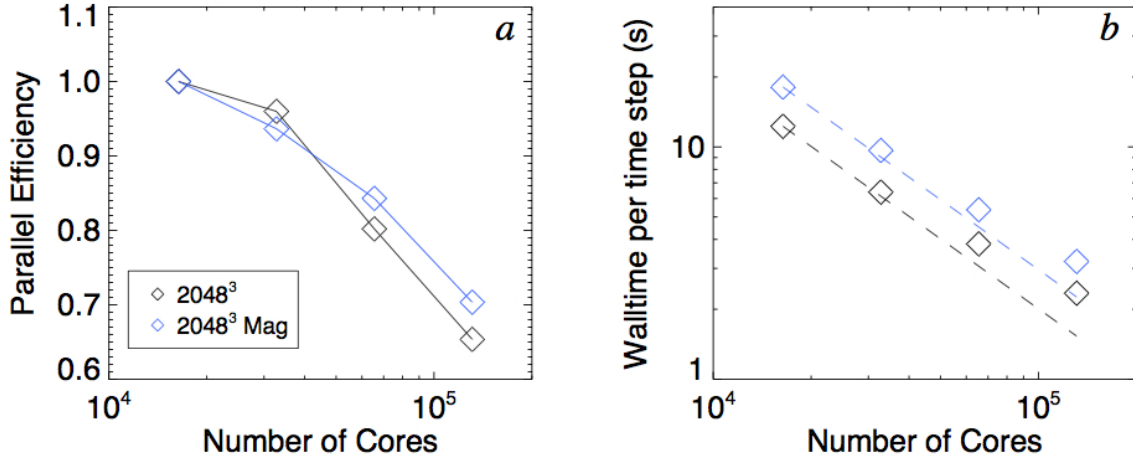 a
1.1
1.0
0.9
0.8
0.7
0.6
Parallel Efficiency
2048³
2048³ Mag
10⁴
10⁵
Number of Cores
b
10
1
Walltime per time step (s)
10⁴
10⁵
Number of Cores